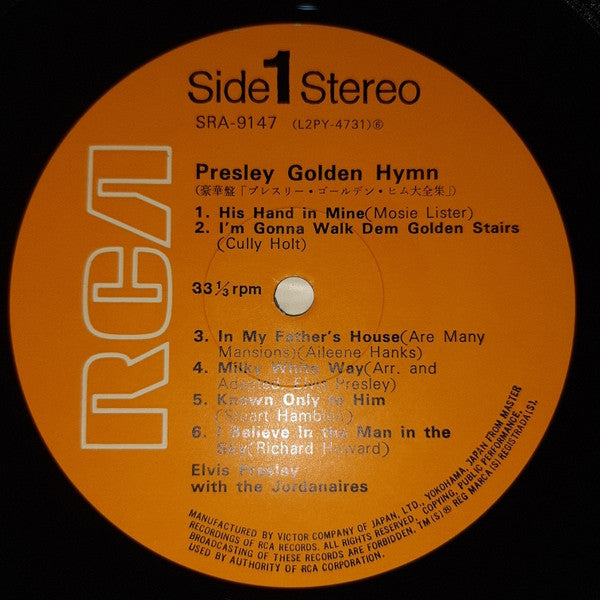 Side 1 Stereo
SRA-9147 (L2PY-4731)Ⓔ
RCA
Presley Golden Hymn
(豪華盤「プレスリー・ゴールデン・ヒム大全集」)
1. His Hand in Mine(Mosie Lister)
2. I'm Gonna Walk Dem Golden Stairs
(Cully Holt)
33⅓rpm
3. In My Father's House(Are Many
Mansions)(Aileene Hanks)
4. Milky White Way(Arr. and
Adapted. Elvis Presley)
5. Known Only to Him
(Stuart Hamblen)
6. I Believe In the Man in the
Sky(Richard Howard)
Elvis Presley
with the Jordanaires
MANUFACTURED BY VICTOR COMPANY OF JAPAN, LTD., YOKOHAMA, JAPAN FROM MASTER
RECORDINGS OF RCA RECORDS. ALL RIGHTS RESERVED. COPYING, PUBLIC PERFORMANCE,
BROADCASTING OF THESE RECORDS ARE FORBIDDEN. TM(S)® REG MARCA(S) REGISTRADA(S).
USED BY AUTHORITY OF RCA CORPORATION.